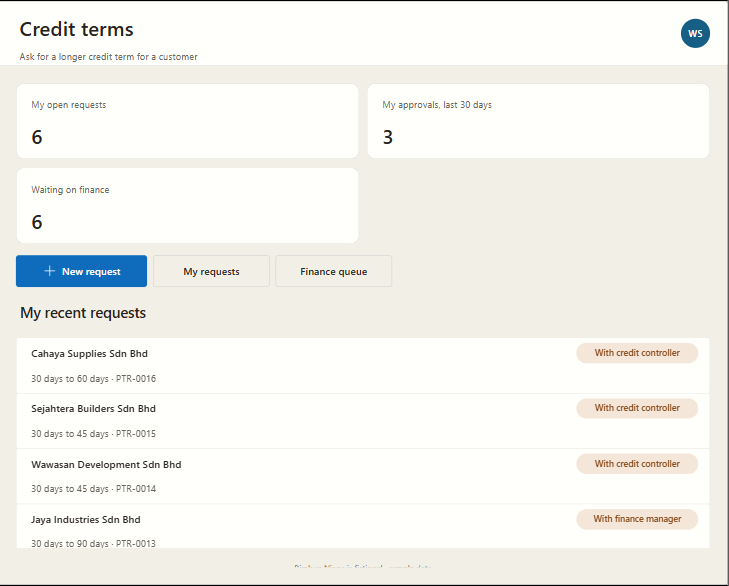 Credit terms
WS
Ask for a longer credit term for a customer
My open requests
6
My approvals, last 30 days
3
Waiting on finance
6
New request
My requests
Finance queue
My recent requests
Cahaya Supplies Sdn Bhd
With credit controller
30 days to 60 days · PTR-0016
Sejahtera Builders Sdn Bhd
With credit controller
30 days to 45 days · PTR-0015
Wawasan Development Sdn Bhd
With credit controller
30 days to 45 days · PTR-0014
Jaya Industries Sdn Bhd
With finance manager
30 days to 90 days · PTR-0013